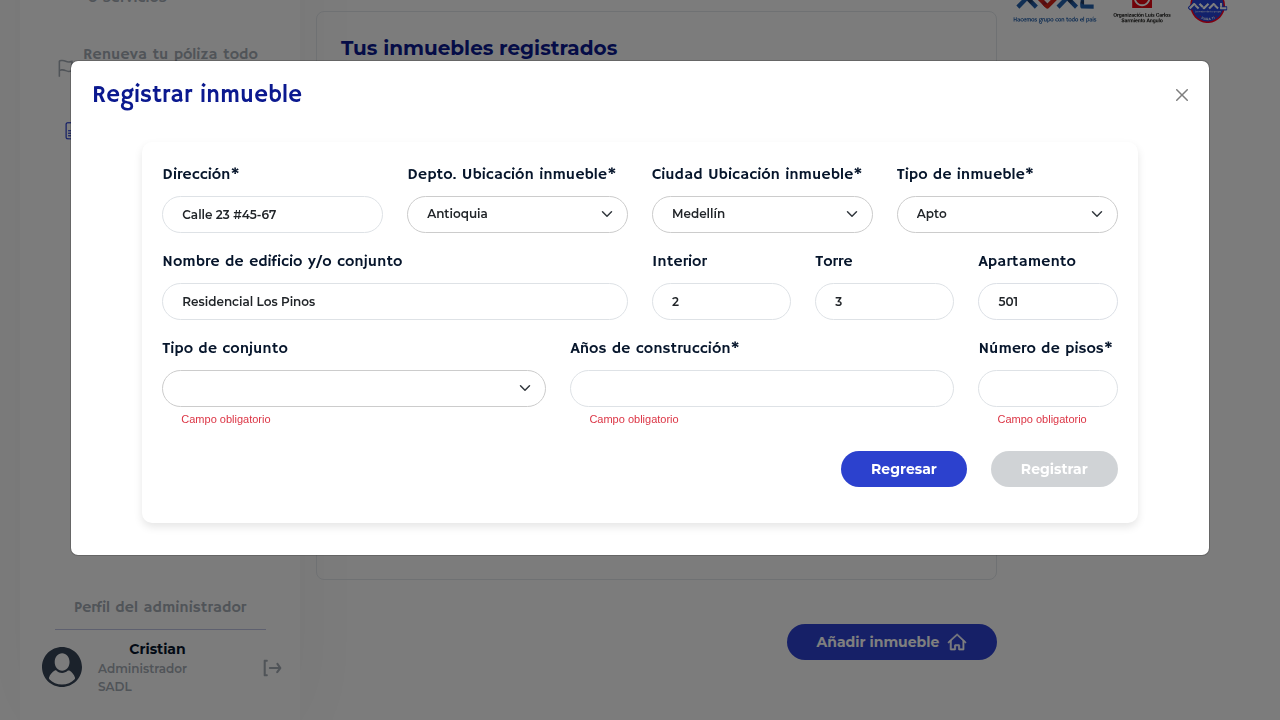 Renueva tu póliza todo
Hacemos grupo con todo el país
Organización Luis Carlos
Sarmiento Angulo
Tus inmuebles registrados
Registrar inmueble
Dirección*
Depto. Ubicación inmueble*
Ciudad Ubicación inmueble*
Tipo de inmueble*
Calle 23 #45-67
Antioquia
Medellín
Apto
Nombre de edificio y/o conjunto
Interior
Torre
Apartamento
Residencial Los Pinos
2
3
501
Tipo de conjunto
Años de construcción*
Número de pisos*
Campo obligatorio
Campo obligatorio
Campo obligatorio
Regresar
Registrar
Perfil del administrador
Cristian
Administrador
SADL
Añadir inmueble